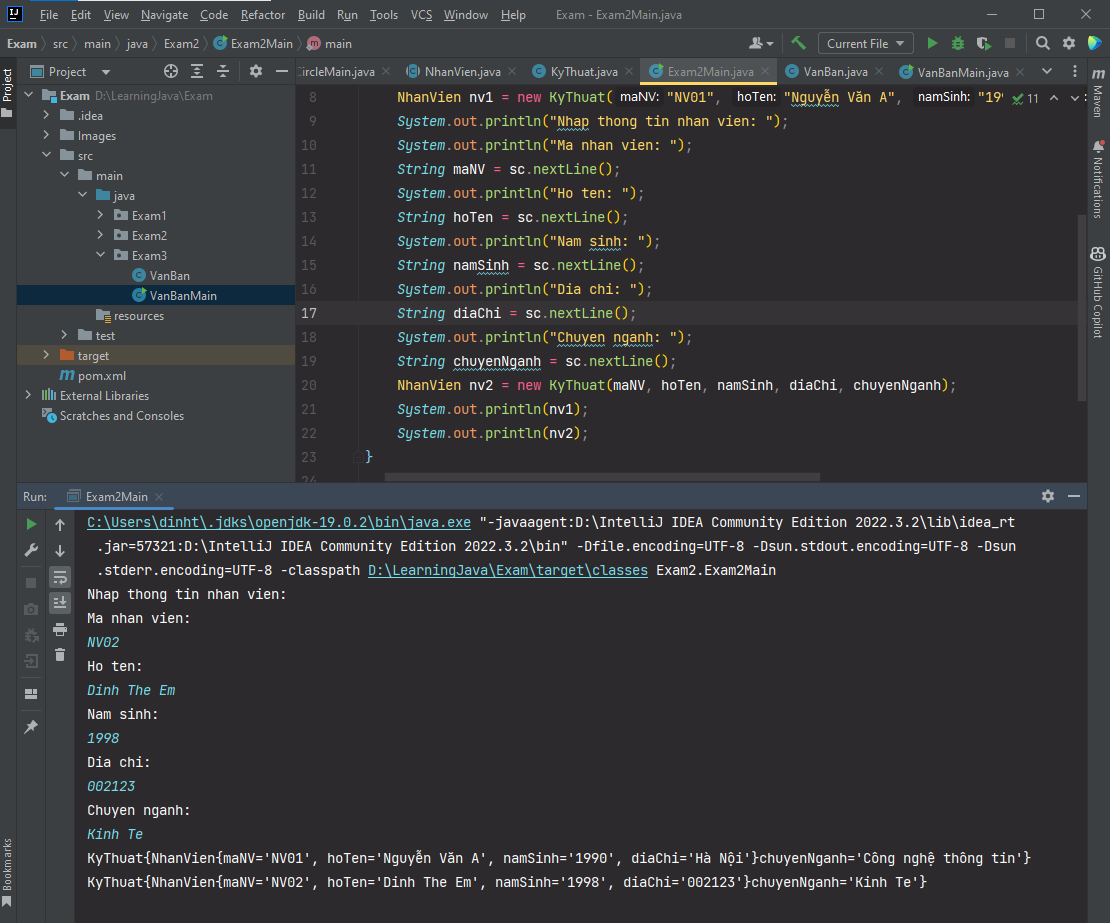 File Edit View Navigate Code Refactor Build Run Tools VCS Window Help Exam - Exam2Main.java
Exam src main java Exam2 Exam2Main main Current File
Project ircleMain.java NhanVien.java KyThuat.java Exam2Main.java VanBan.java VanBanMain.java
Project
Bookmarks
Exam D:\LearningJava\Exam
.idea
Images
src
main
java
Exam1
Exam2
Exam3
VanBan
VanBanMain
resources
test
target
pom.xml
External Libraries
Scratches and Consoles
8 NhanVien nv1 = new KyThuat( maNV: "NV01", hoTen: "Nguyễn Văn A", namSinh: "199 11
9 System.out.println("Nhap thong tin nhan vien: ");
10 System.out.println("Ma nhan vien: ");
11 String maNV = sc.nextLine();
12 System.out.println("Ho ten: ");
13 String hoTen = sc.nextLine();
14 System.out.println("Nam sinh: ");
15 String namSinh = sc.nextLine();
16 System.out.println("Dia chi: ");
17 String diaChi = sc.nextLine();
18 System.out.println("Chuyen nganh: ");
19 String chuyenNganh = sc.nextLine();
20 NhanVien nv2 = new KyThuat(maNV, hoTen, namSinh, diaChi, chuyenNganh);
21 System.out.println(nv1);
22 System.out.println(nv2);
23 }
24
m Maven
Notifications
GitHub Copilot
Run: Exam2Main
C:\Users\dinht\.jdks\openjdk-19.0.2\bin\java.exe "-javaagent:D:\IntelliJ IDEA Community Edition 2022.3.2\lib\idea_rt
.jar=57321:D:\IntelliJ IDEA Community Edition 2022.3.2\bin" -Dfile.encoding=UTF-8 -Dsun.stdout.encoding=UTF-8 -Dsun
.stderr.encoding=UTF-8 -classpath D:\LearningJava\Exam\target\classes Exam2.Exam2Main
Nhap thong tin nhan vien:
Ma nhan vien:
NV02
Ho ten:
Dinh The Em
Nam sinh:
1998
Dia chi:
002123
Chuyen nganh:
Kinh Te
KyThuat{NhanVien{maNV='NV01', hoTen='Nguyễn Văn A', namSinh='1990', diaChi='Hà Nội'}chuyenNganh='Công nghệ thông tin'}
KyThuat{NhanVien{maNV='NV02', hoTen='Dinh The Em', namSinh='1998', diaChi='002123'}chuyenNganh='Kinh Te'}